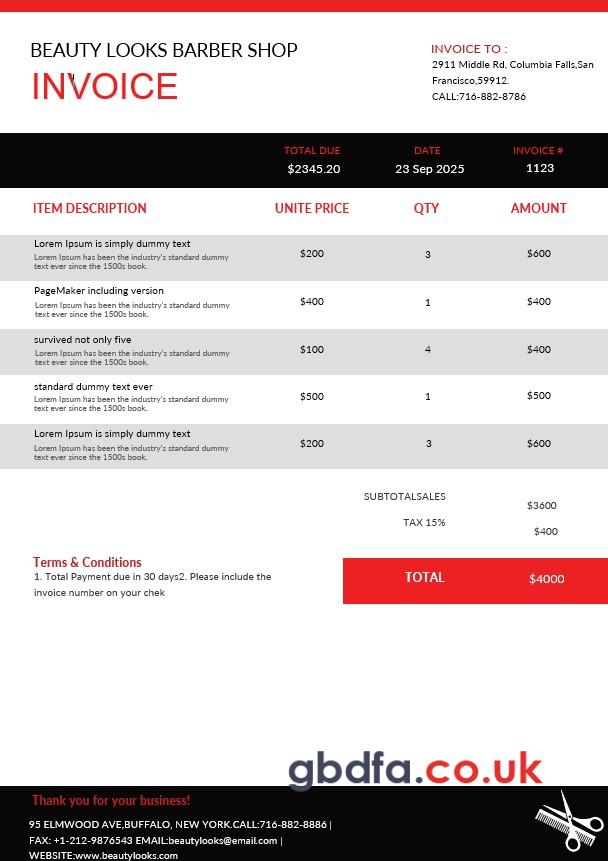 BEAUTY LOOKS BARBER SHOP
INVOICE
INVOICE TO :
2911 Middle Rd, Columbia Falls,San
Francisco,59912.
CALL:716-882-8786
TOTAL DUE DATE INVOICE #
$2345.20 23 Sep 2025 1123
ITEM DESCRIPTION UNITE PRICE QTY AMOUNT
Lorem Ipsum is simply dummy text
Lorem Ipsum has been the industry's standard dummy
text ever since the 1500s book.
$200 3 $600
PageMaker including version
Lorem Ipsum has been the industry's standard dummy
text ever since the 1500s book.
$400 1 $400
survived not only five
Lorem Ipsum has been the industry's standard dummy
text ever since the 1500s book.
$100 4 $400
standard dummy text ever
Lorem Ipsum has been the industry's standard dummy
text ever since the 1500s book.
$500 1 $500
Lorem Ipsum is simply dummy text
Lorem Ipsum has been the industry's standard dummy
text ever since the 1500s book.
$200 3 $600
SUBTOTALSALES $3600
TAX 15% $400
TOTAL $4000
Terms & Conditions
1. Total Payment due in 30 days2. Please include the
invoice number on your chek
gbdfa.co.uk
Thank you for your business!
95 ELMWOOD AVE,BUFFALO, NEW YORK.CALL:716-882-8886 |
FAX: +1-212-9876543 EMAIL:beautylooks@email.com |
WEBSITE:www.beautylooks.com